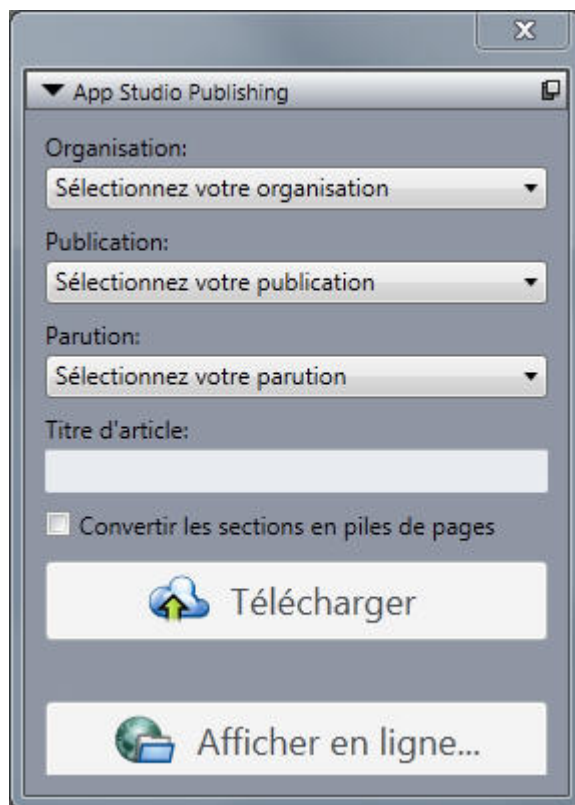 App Studio Publishing
Organisation:
Sélectionnez votre organisation
Publication:
Sélectionnez votre publication
Parution:
Sélectionnez votre parution
Titre d'article:
Convertir les sections en piles de pages
Télécharger
Afficher en ligne...